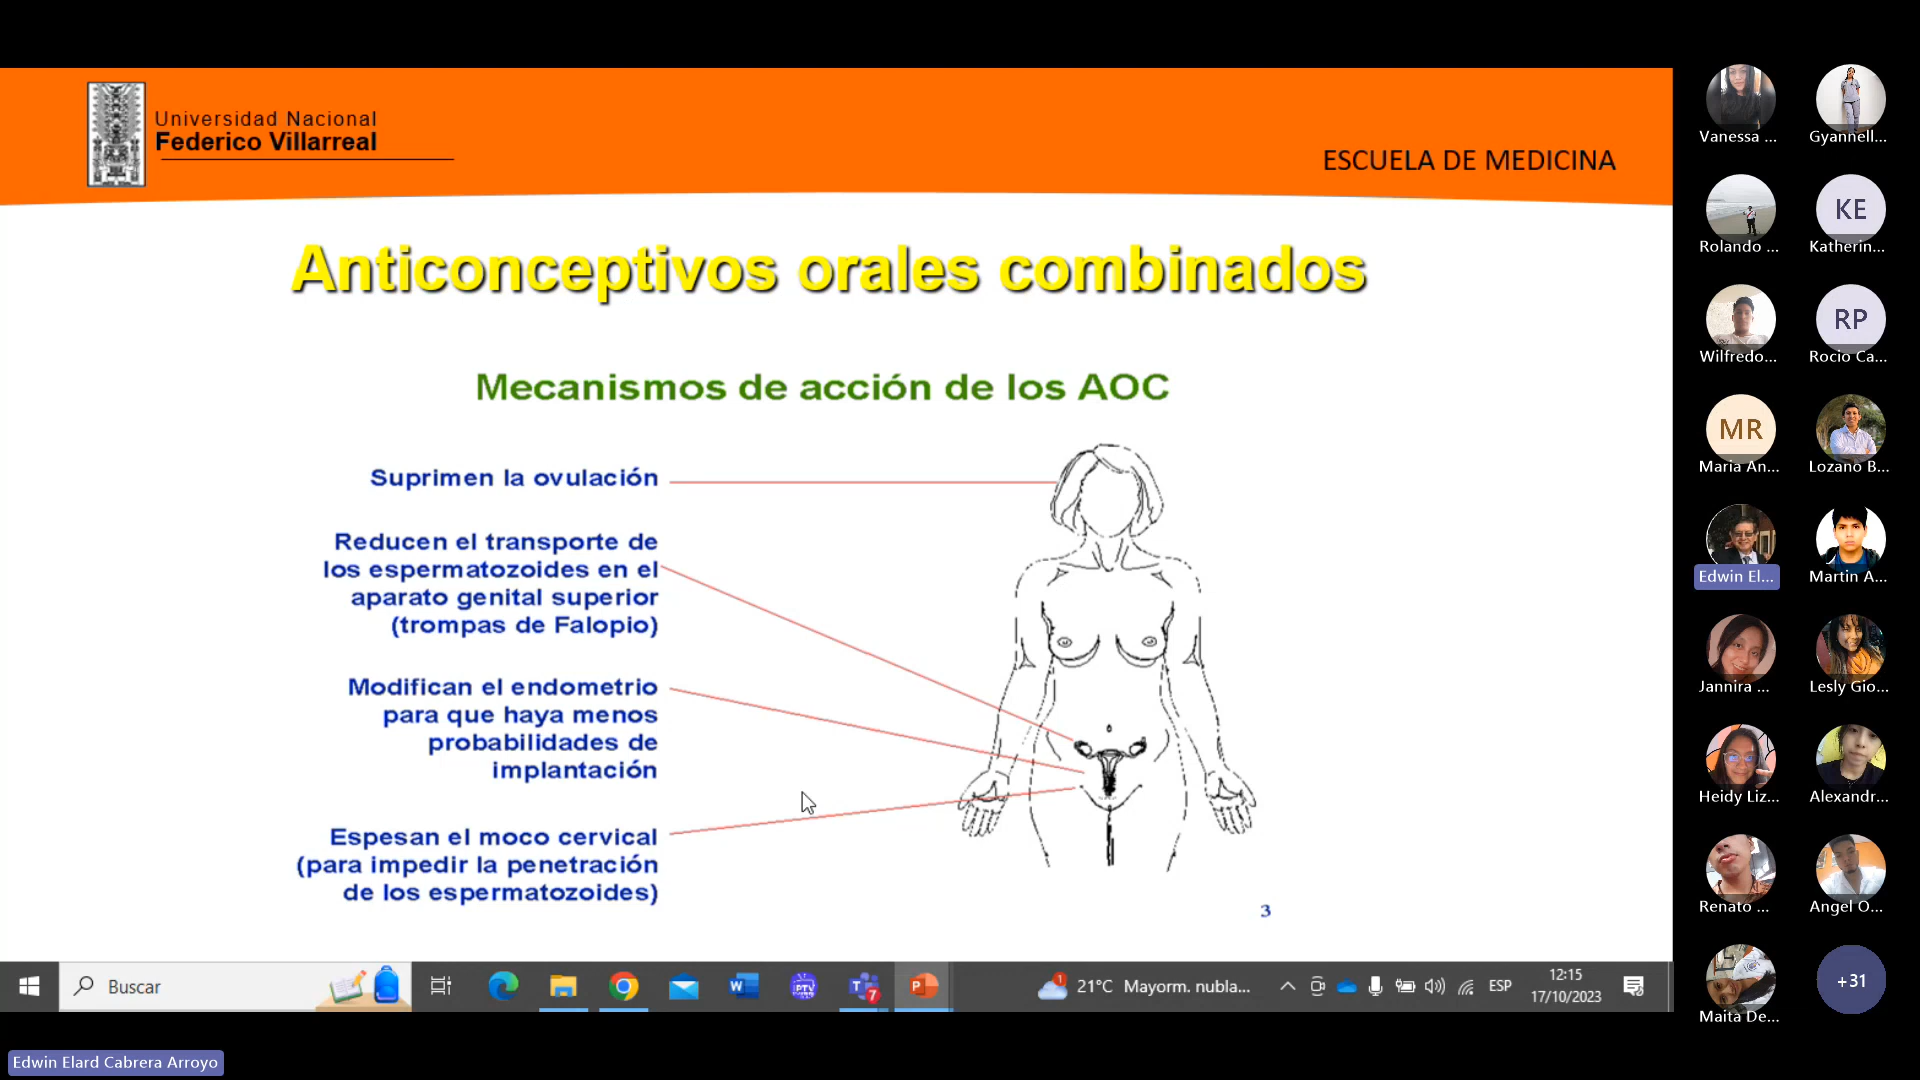 Universidad Nacional
Federico Villarreal
ESCUELA DE MEDICINA
Anticonceptivos orales combinados
Mecanismos de acción de los AOC
Suprimen la ovulación
Reducen el transporte de
los espermatozoides en el
aparato genital superior
(trompas de Falopio)
Modifican el endometrio
para que haya menos
probabilidades de
implantación
Espesan el moco cervical
(para impedir la penetración
de los espermatozoides)
3
Buscar
21°C Mayorm. nubla...
ESP
12:15
17/10/2023
Edwin Elard Cabrera Arroyo
Vanessa ...
Gyannell...
Rolando ...
KE
Katherin...
Wilfredo...
RP
Rocio Ca...
MR
Maria An...
Lozano B...
Edwin El...
Martin A...
Jannira ...
Lesly Gio...
Heidy Liz...
Alexandr...
Renato ...
Angel O...
Maita De...
+31